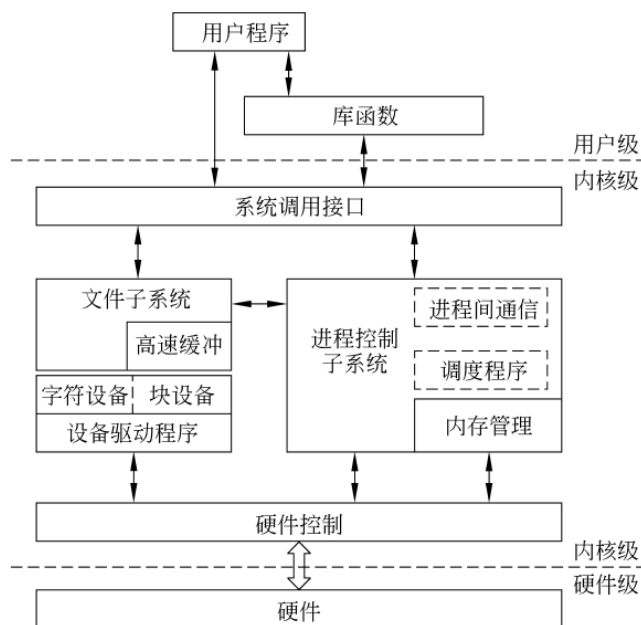 用户程序
库函数
用户级
内核级
系统调用接口
文件子系统
高速缓冲
字符设备
块设备
设备驱动程序
进程控制
子系统
进程间通信
调度程序
内存管理
硬件控制
内核级
硬件级
硬件